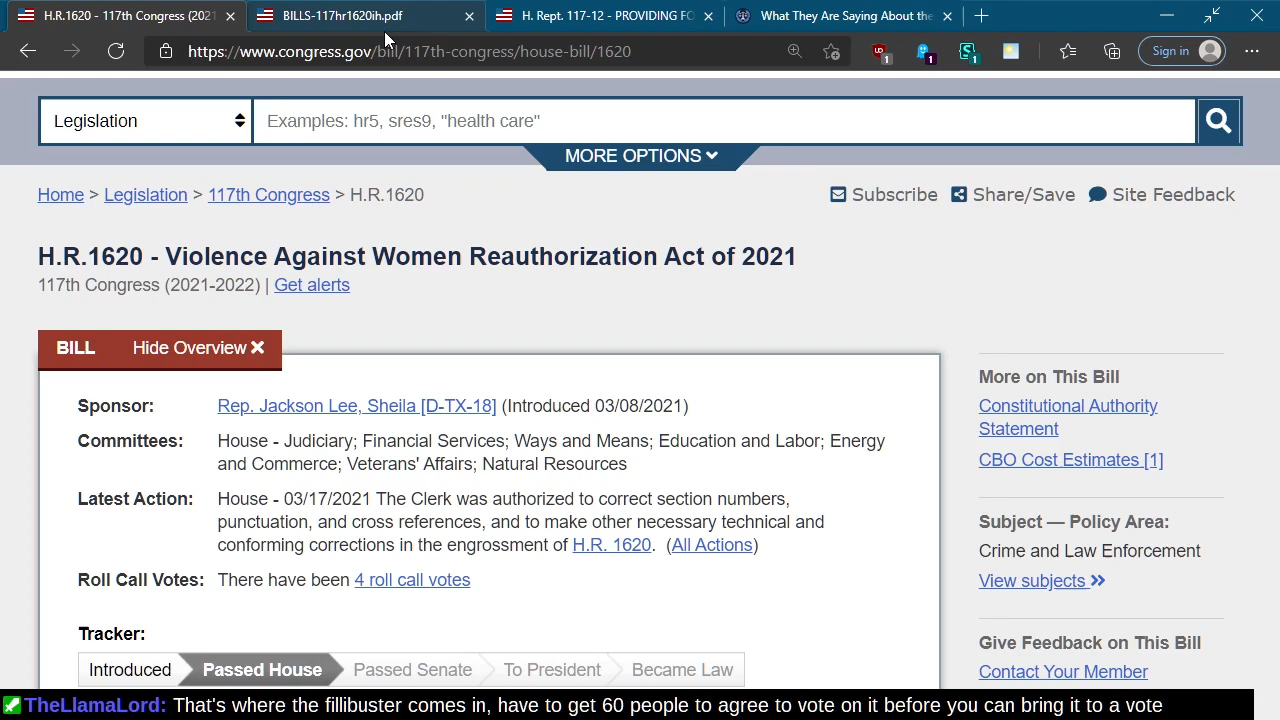 H.R.1620 - 117th Congress (2021
BILLS-117hr1620ih.pdf
H. Rept. 117-12 - PROVIDING FO
What They Are Saying About the
https://www.congress.gov/bill/117th-congress/house-bill/1620
1
1
1
Sign in
Legislation
Examples: hr5, sres9, "health care"
MORE OPTIONS
Home > Legislation > 117th Congress > H.R.1620
Subscribe
Share/Save
Site Feedback
H.R.1620 - Violence Against Women Reauthorization Act of 2021
117th Congress (2021-2022) | Get alerts
BILL
Hide Overview
Sponsor:
Rep. Jackson Lee, Sheila [D-TX-18] (Introduced 03/08/2021)
Committees:
House - Judiciary; Financial Services; Ways and Means; Education and Labor; Energy
and Commerce; Veterans' Affairs; Natural Resources
Latest Action:
House - 03/17/2021 The Clerk was authorized to correct section numbers,
punctuation, and cross references, and to make other necessary technical and
conforming corrections in the engrossment of H.R. 1620. (All Actions)
Roll Call Votes:
There have been 4 roll call votes
Tracker:
Introduced
Passed House
Passed Senate
To President
Became Law
More on This Bill
Constitutional Authority
Statement
CBO Cost Estimates [1]
Subject — Policy Area:
Crime and Law Enforcement
View subjects
Give Feedback on This Bill
Contact Your Member
TheLlamaLord: That's where the fillibuster comes in, have to get 60 people to agree to vote on it before you can bring it to a vote